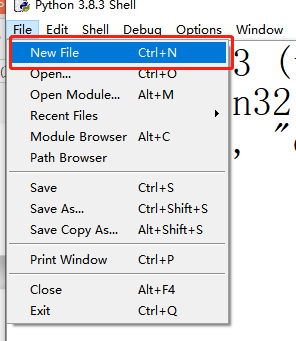 Python 3.8.3 Shell
File Edit Shell Debug Options Window
New File Ctrl+N
Open... Ctrl+O
Open Module... Alt+M
Recent Files
Module Browser Alt+C
Path Browser
Save Ctrl+S
Save As... Ctrl+Shift+S
Save Copy As... Alt+Shift+S
Print Window Ctrl+P
Close Alt+F4
Exit Ctrl+Q
3 (
n32
, "